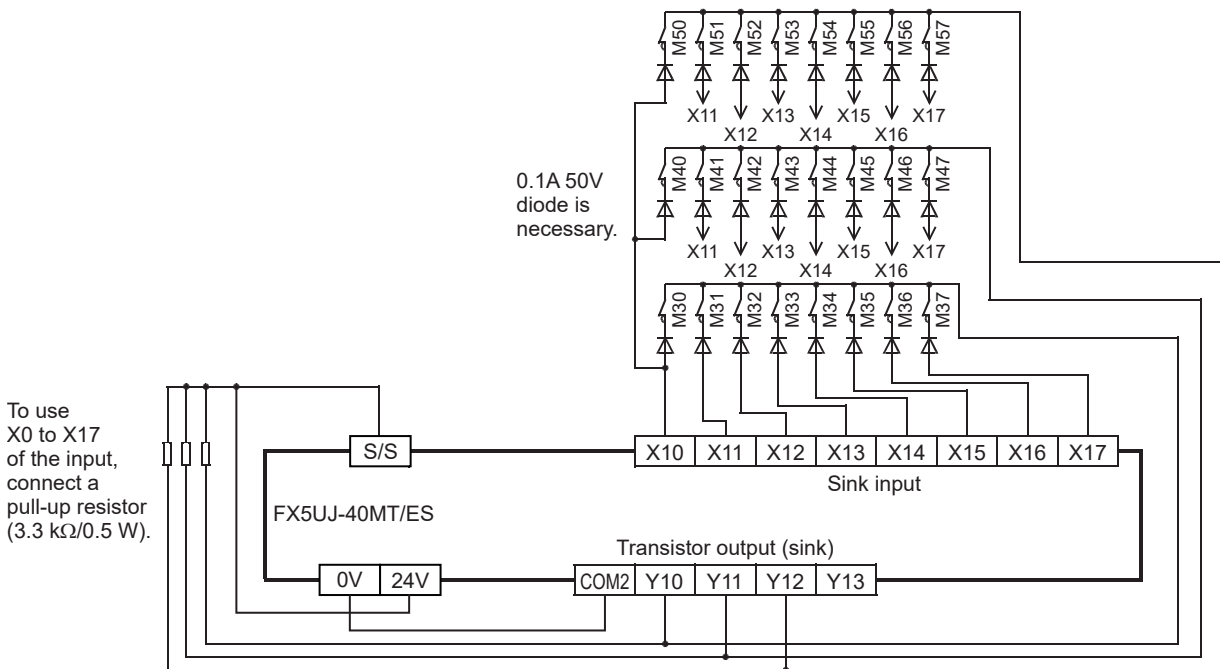 M50 M51 M52 M53 M54 M55 M56 M57
X11 X13 X15 X17
X12 X14 X16
M40 M41 M42 M43 M44 M45 M46 M47
0.1A 50V
diode is
necessary.
X11 X13 X15 X17
X12 X14 X16
M30 M31 M32 M33 M34 M35 M36 M37
To use
X0 to X17
of the input,
connect a
pull-up resistor
(3.3 kΩ/0.5 W).
S/S X10 X11 X12 X13 X14 X15 X16 X17
Sink input
FX5UJ-40MT/ES
Transistor output (sink)
0V 24V COM2 Y10 Y11 Y12 Y13